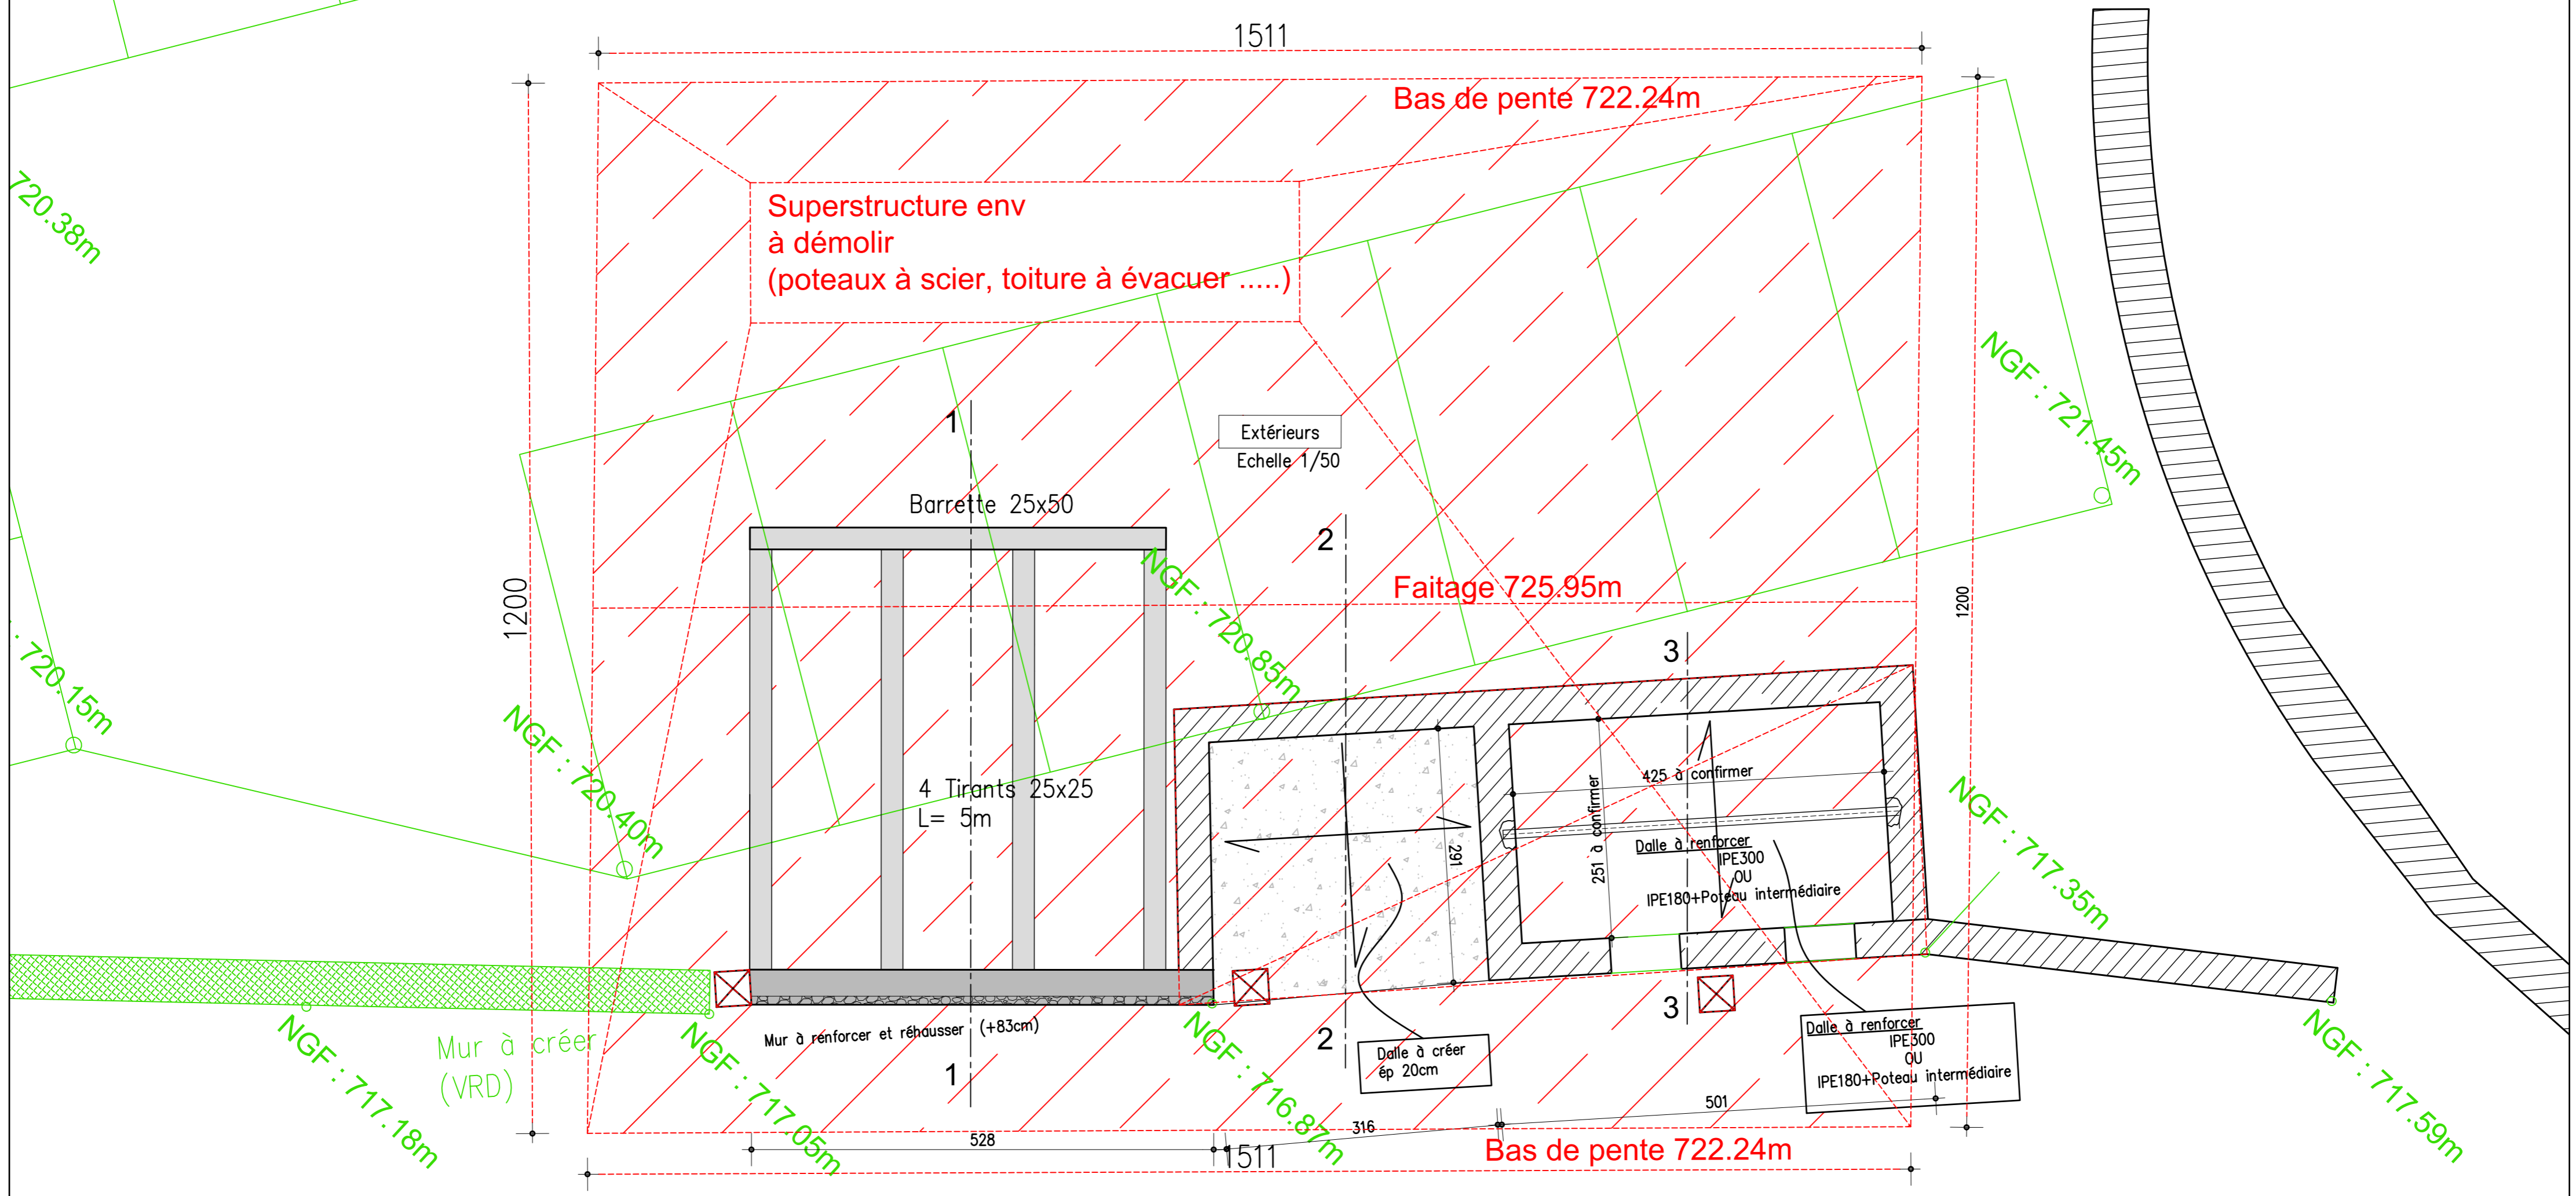 1511
Bas de pente 722.24m
720.38m
Superstructure env
à démolir
(poteaux à scier, toiture à évacuer .....)
NGF : 721.45m
1
Extérieurs
Echelle 1/50
Barrette 25x50
2
NGF : 720.85m
Faitage 725.95m
1200
1200
3
: 720.15m
NGF : 720.40m
4 Tirants 25x25
L= 5m
425 à confirmer
251 à confirmer
291
Dalle à renforcer
IPE300
OU
IPE180+Poteau intermédiaire
NGF : 717.35m
Mur à renforcer et réhausser (+83cm)
Mur à créer
(VRD)
NGF : 717.18m
NGF : 717.05m
1
NGF : 716.87m
2
Dalle à créer
ép 20cm
3
Dalle à renforcer
IPE300
OU
IPE180+Poteau intermédiaire
NGF : 717.59m
528
316
501
1511
Bas de pente 722.24m